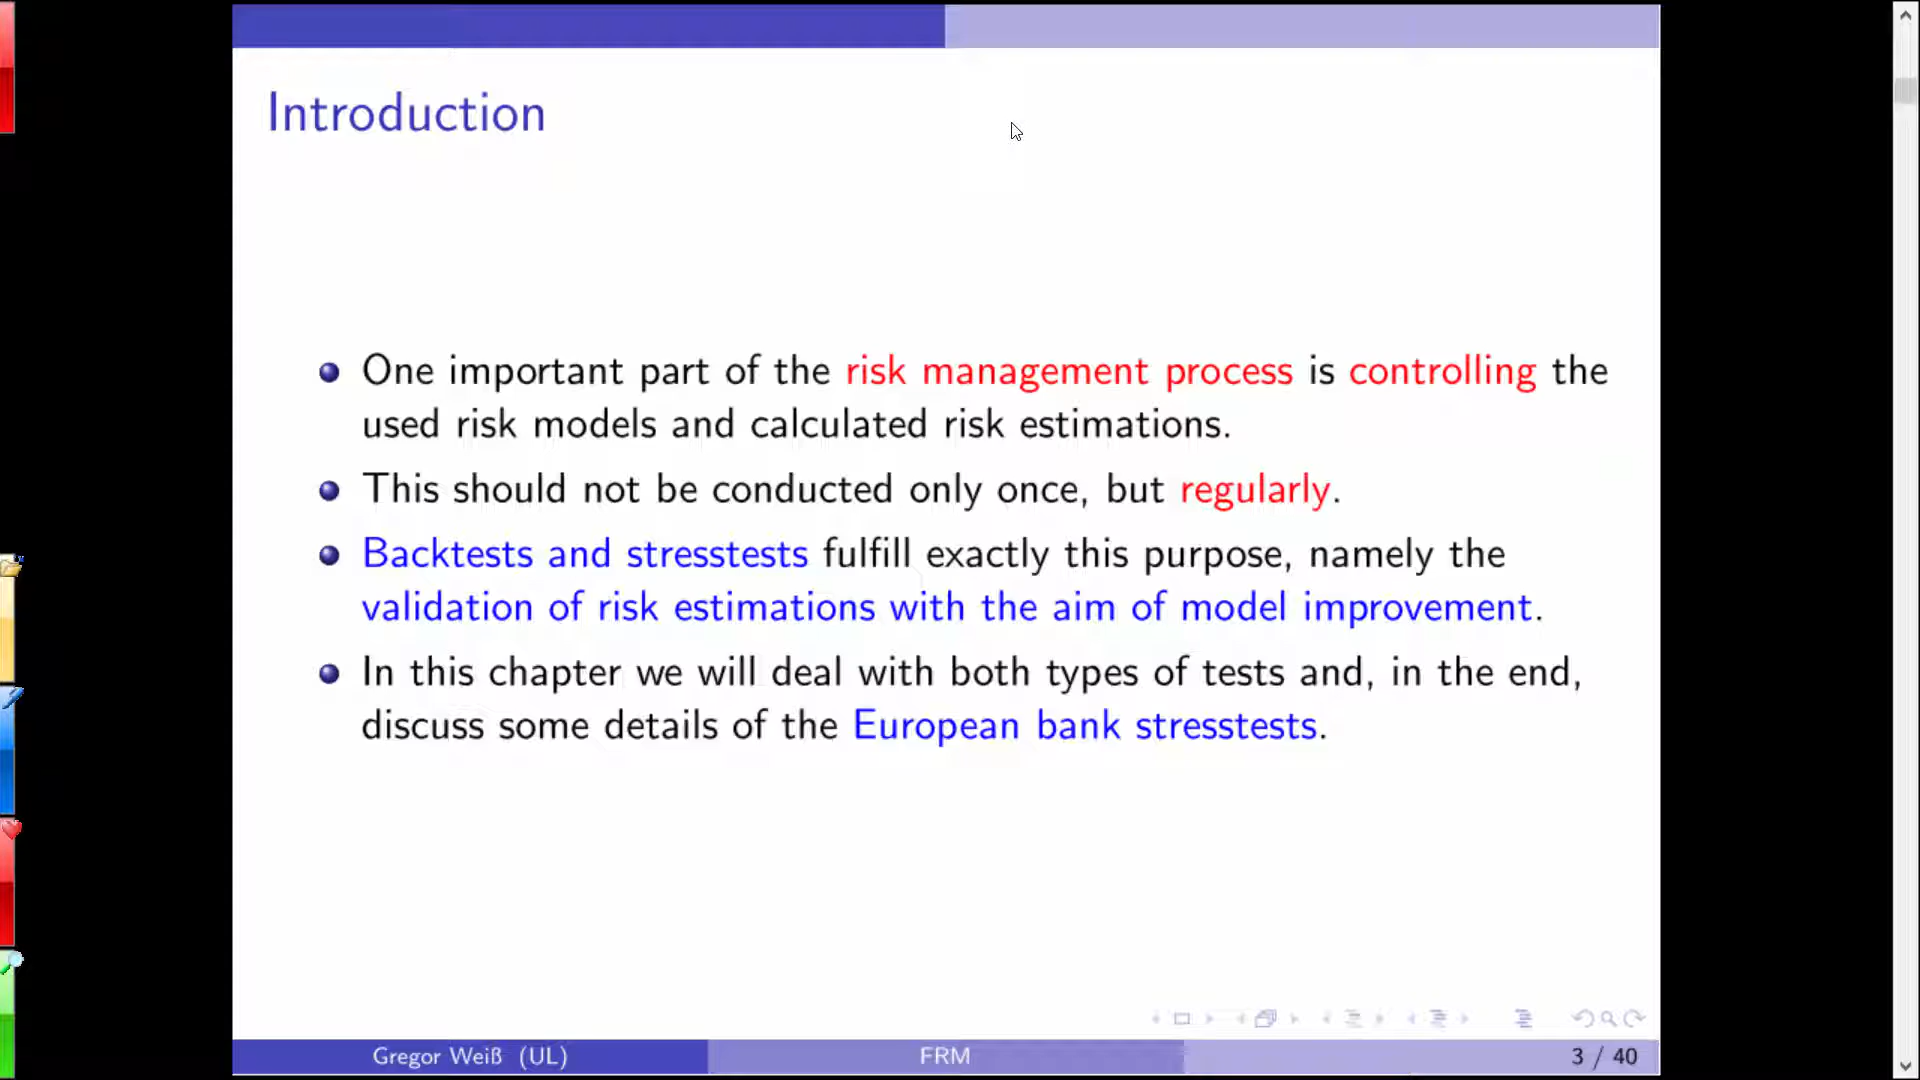 Introduction
One important part of the risk management process is controlling the
used risk models and calculated risk estimations.
This should not be conducted only once, but regularly.
Backtests and stresstests fulfill exactly this purpose, namely the
validation of risk estimations with the aim of model improvement.
In this chapter we will deal with both types of tests and, in the end,
discuss some details of the European bank stresstests.
Gregor Weiß (UL)
FRM
3 / 40